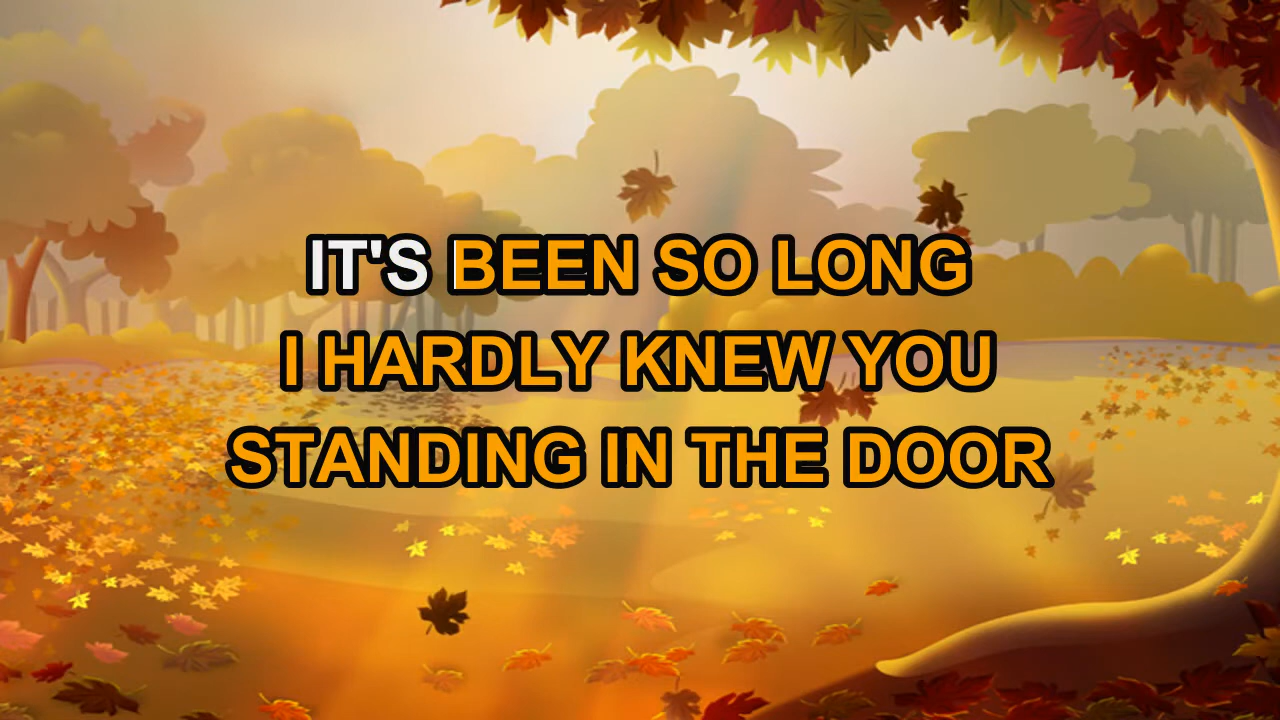 IT'S BEEN SO LONG
I HARDLY KNEW YOU
STANDING IN THE DOOR